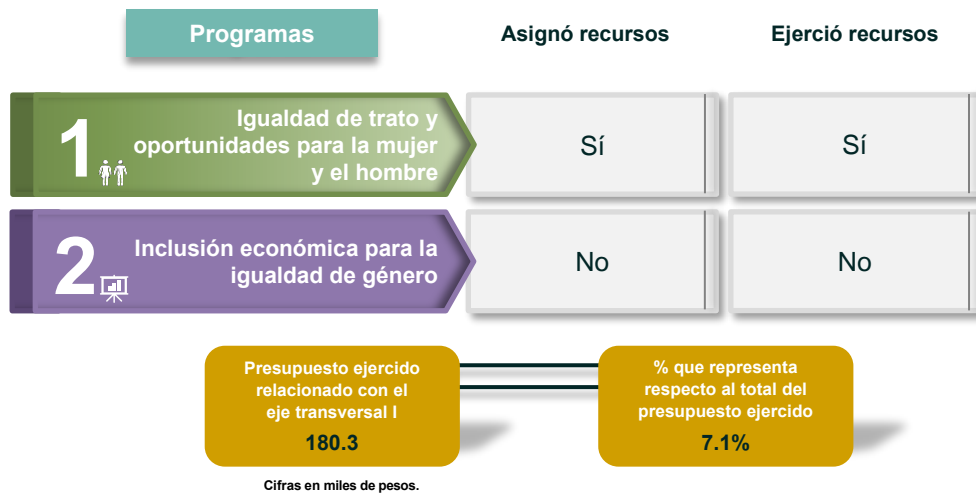 Programas
Asignó recursos
Ejerció recursos
1
Igualdad de trato y
oportunidades para la mujer
y el hombre
Sí
Sí
2
Inclusión económica para la
igualdad de género
No
No
Presupuesto ejercido
relacionado con el
eje transversal I
180.3
% que representa
respecto al total del
presupuesto ejercido
7.1%
Cifras en miles de pesos.